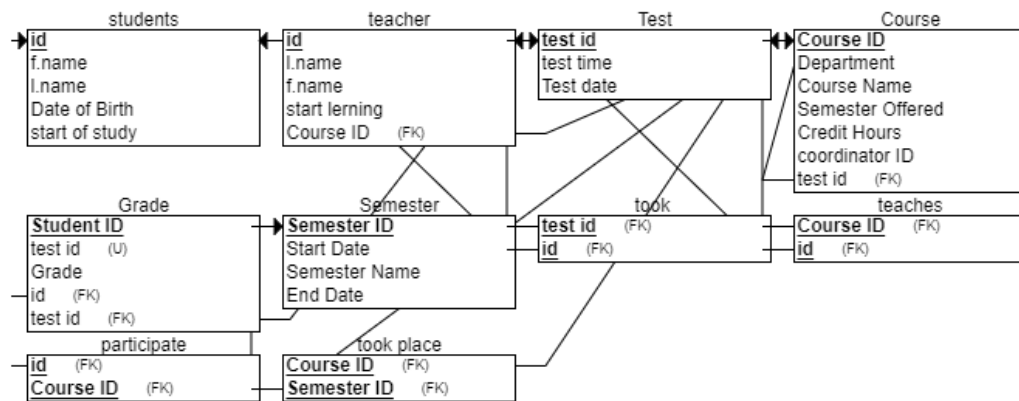 students
id
f.name
l.name
Date of Birth
start of study
teacher
id
l.name
f.name
start lerning
Course ID (FK)
Test
test id
test time
Test date
Course
Course ID
Department
Course Name
Semester Offered
Credit Hours
coordinator ID
test id (FK)
Grade
Student ID
test id (U)
Grade
id (FK)
test id (FK)
Semester
Semester ID
Start Date
Semester Name
End Date
took
test id (FK)
id (FK)
teaches
Course ID (FK)
id (FK)
participate
id (FK)
Course ID (FK)
took place
Course ID (FK)
Semester ID (FK)